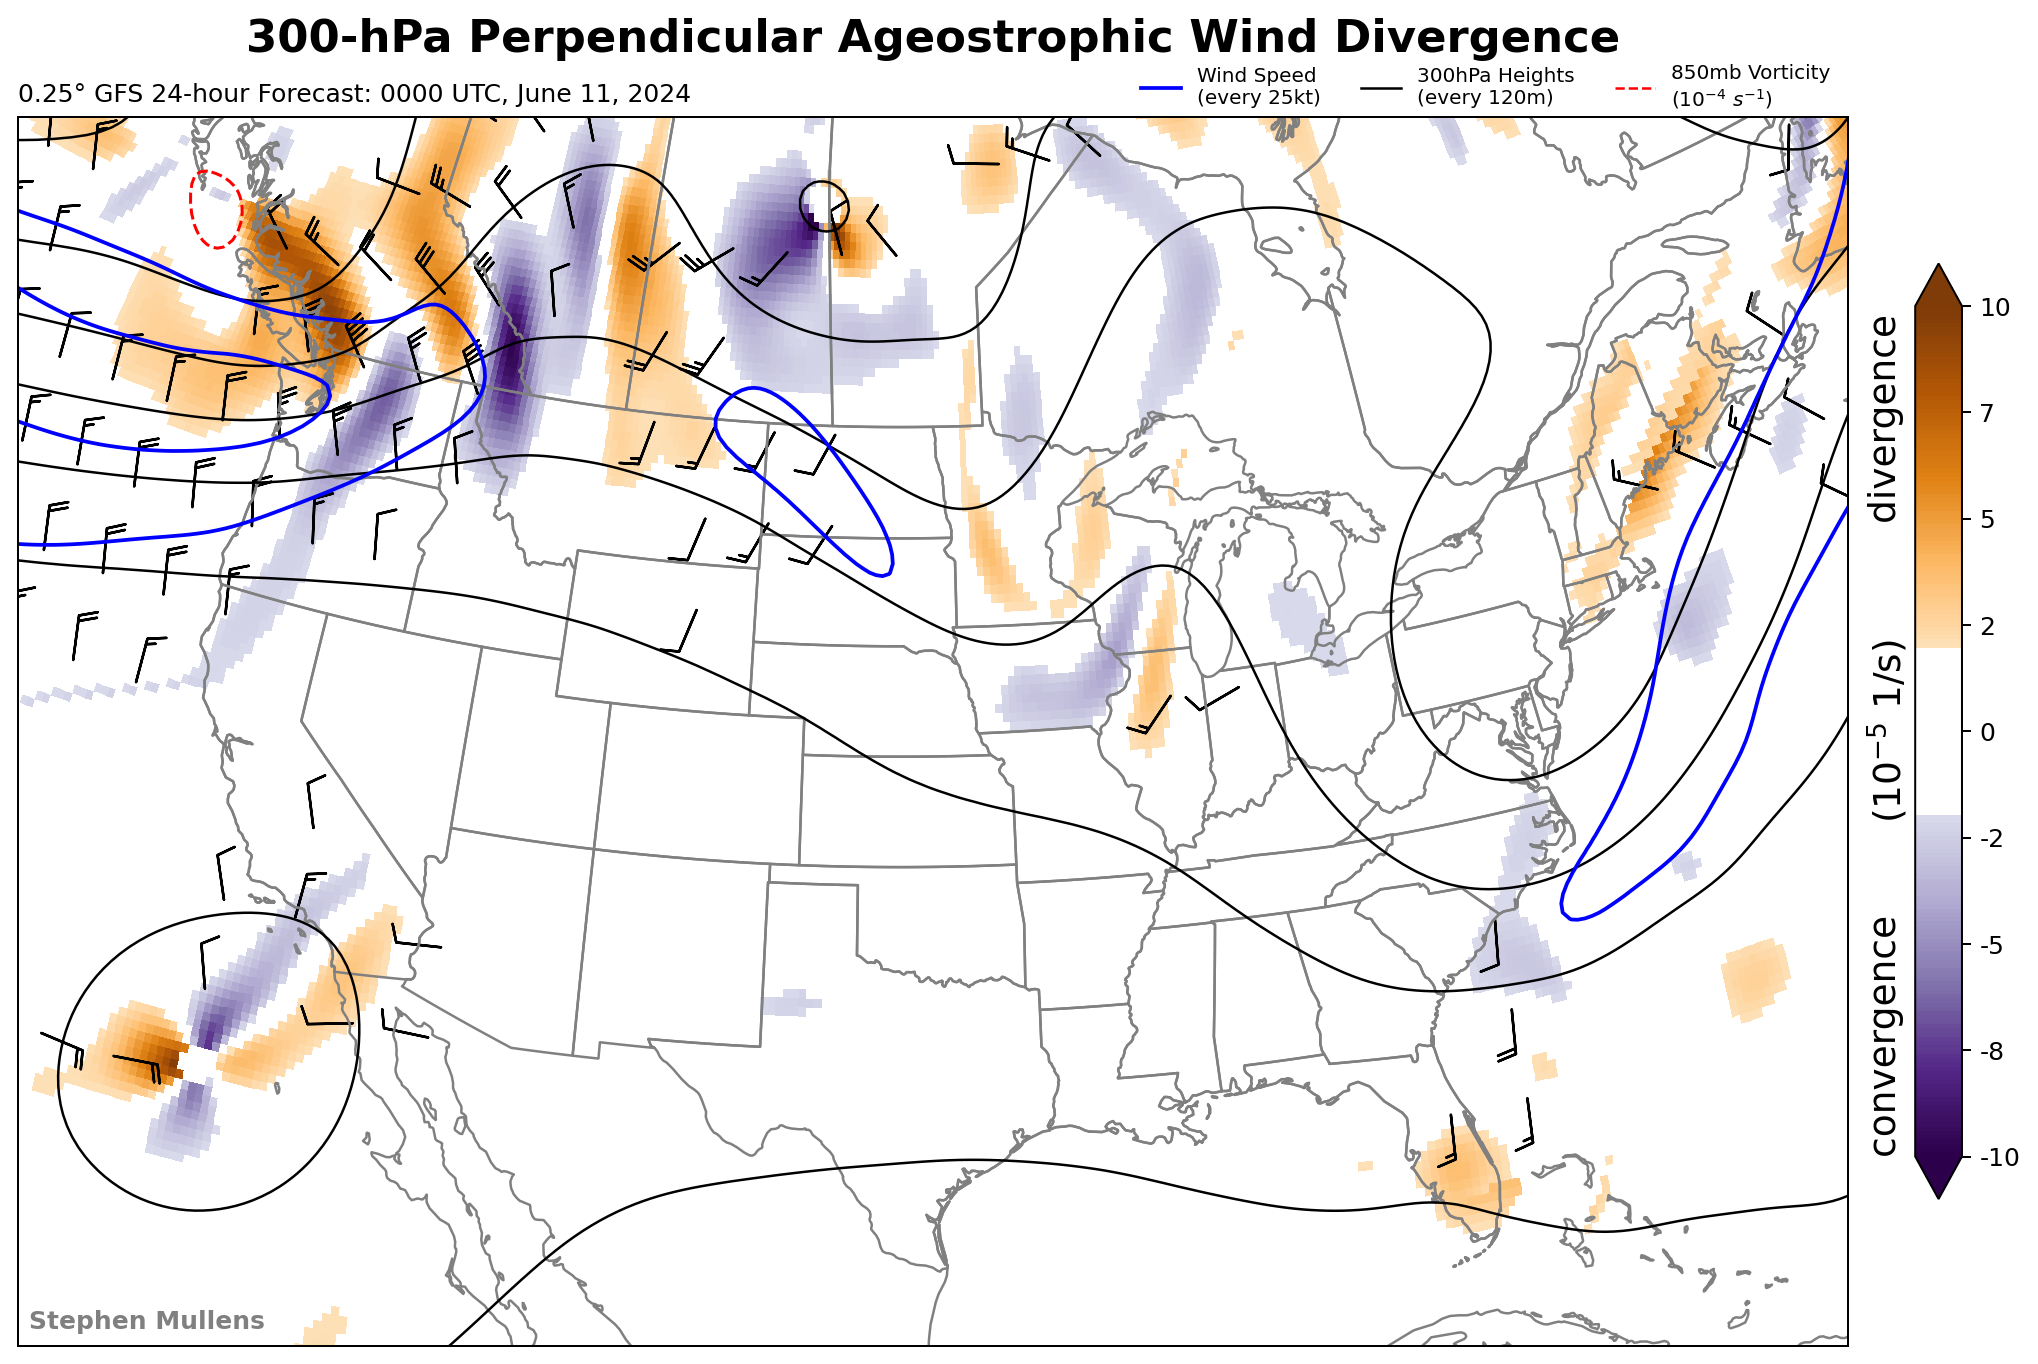 300-hPa Perpendicular Ageostrophic Wind Divergence
0.25° GFS 24-hour Forecast: 0000 UTC, June 11, 2024
Wind Speed
(every 25kt)
300hPa Heights
(every 120m)
850mb Vorticity
(10⁻⁴ s⁻¹)
10
7
5
2
0
-2
-5
-8
-10
convergence (10⁻⁵ 1/s) divergence
Stephen Mullens